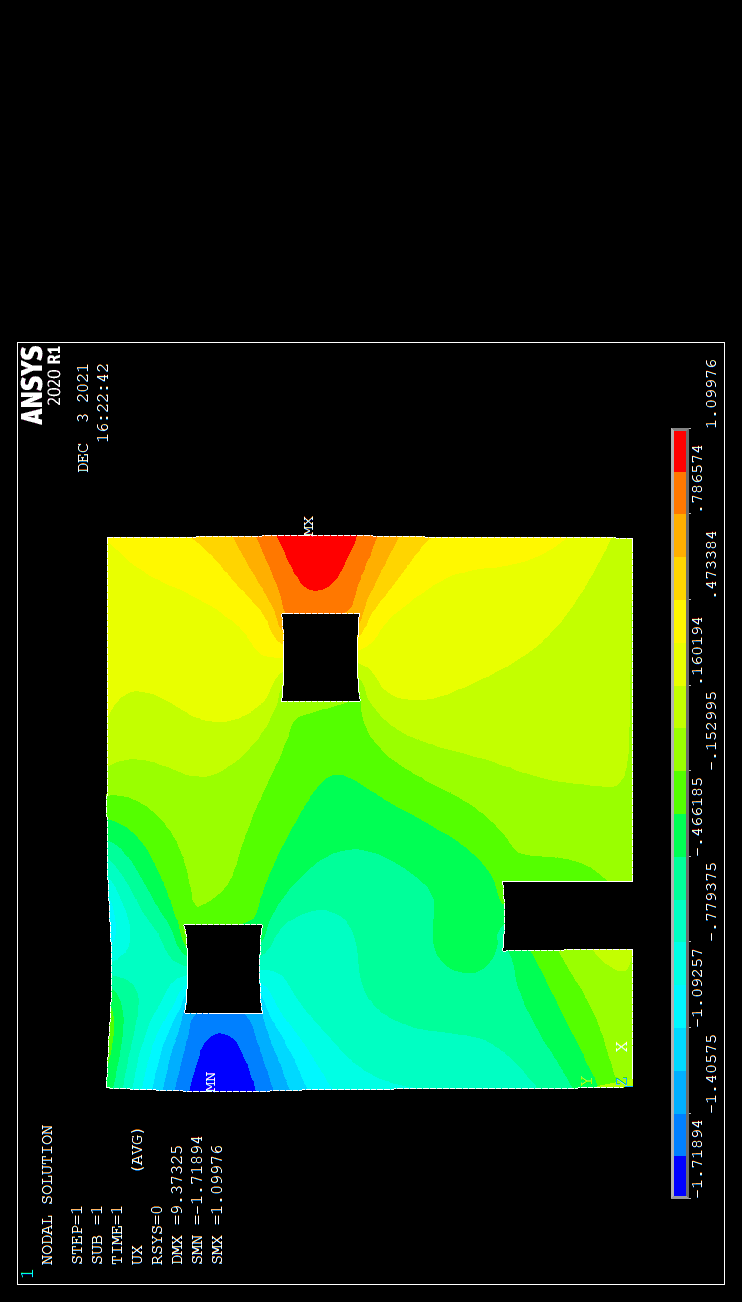 1
NODAL SOLUTION
STEP=1
SUB =1
TIME=1
UX (AVG)
RSYS=0
DMX =9.37325
SMN =-1.71894
SMX =1.09976
ANSYS
2020 R1
DEC 3 2021
16:22:42
MN
MX
Y
Z X
-1.71894
-1.40575
-1.09257
-.779375
-.466185
-.152995
.160194
.473384
.786574
1.09976